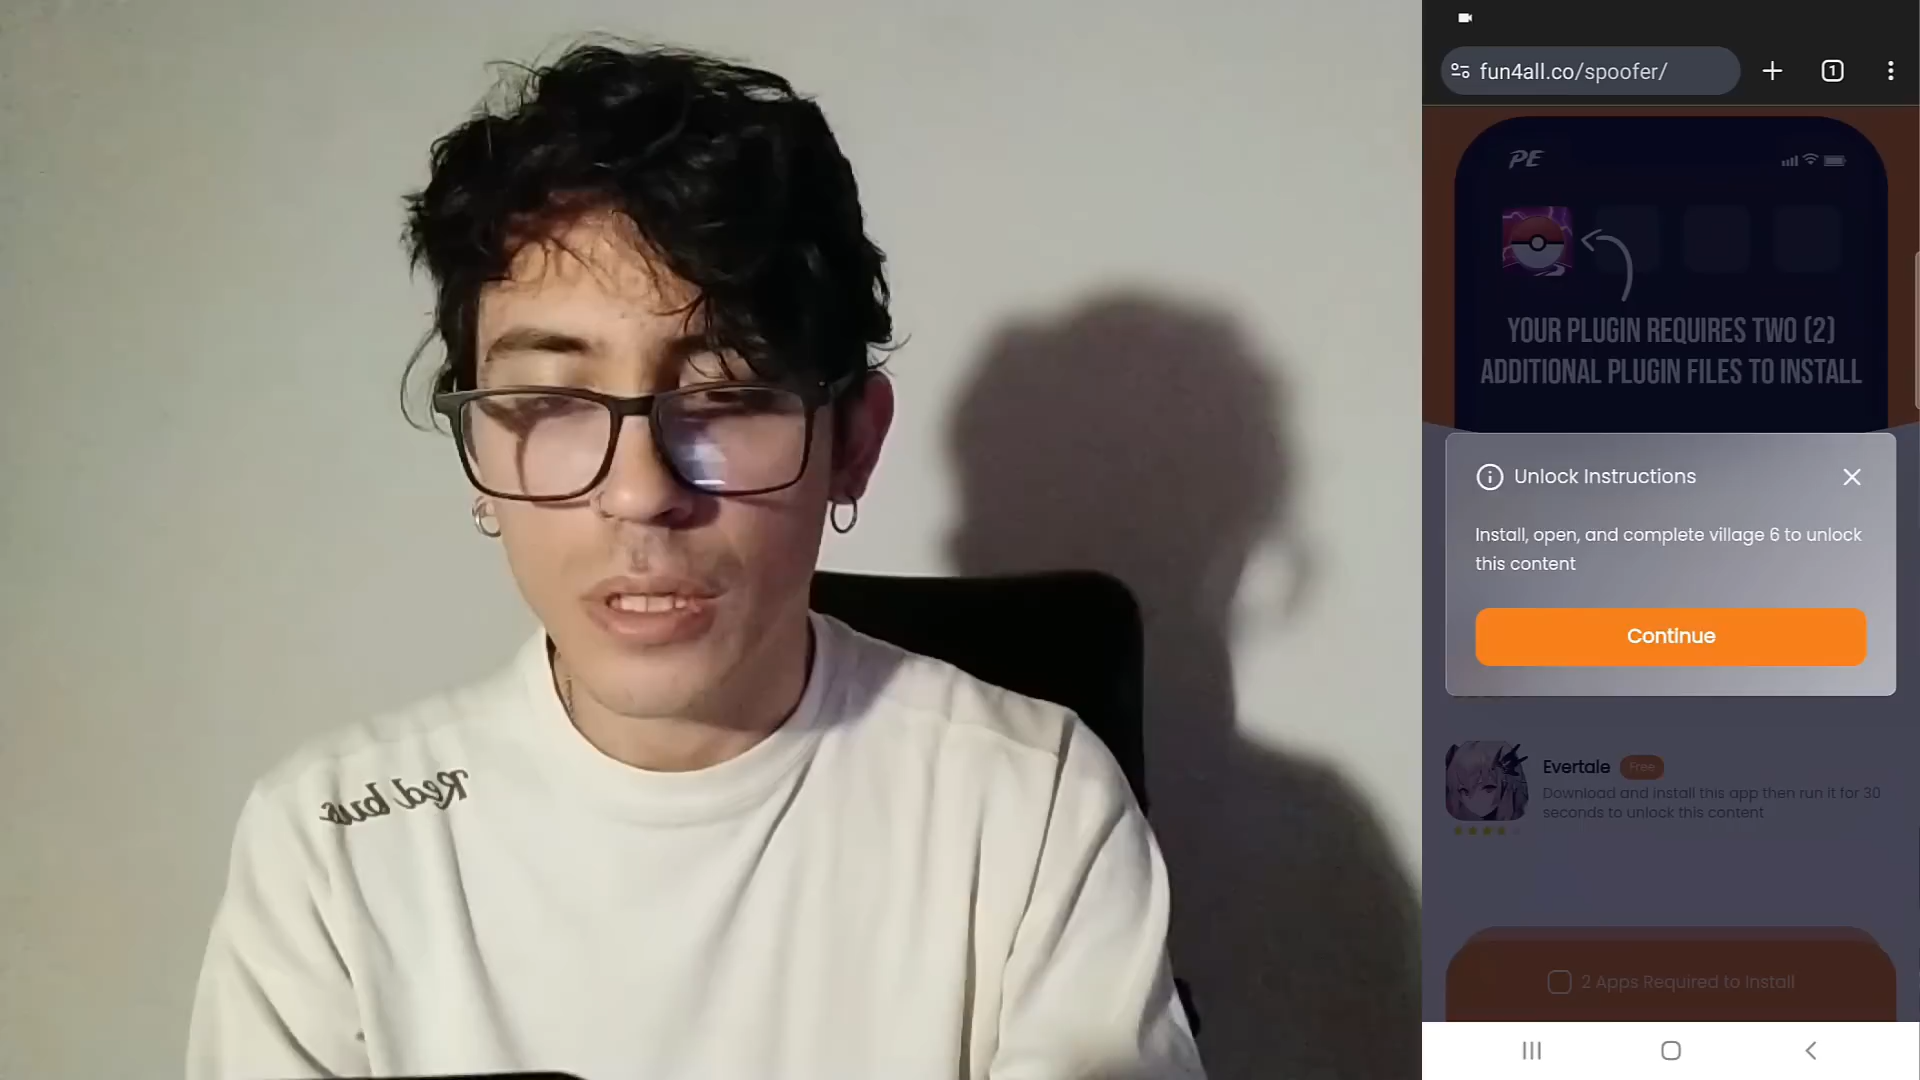 fun4all.co/spoofer/
1
PE
YOUR PLUGIN REQUIRES TWO (2)
ADDITIONAL PLUGIN FILES TO INSTALL
Unlock Instructions
Install, open, and complete village 6 to unlock
this content
Continue
Evertale Free
Download and install this app then run it for 30
seconds to unlock this content
2 Apps Required to Install
Red bus